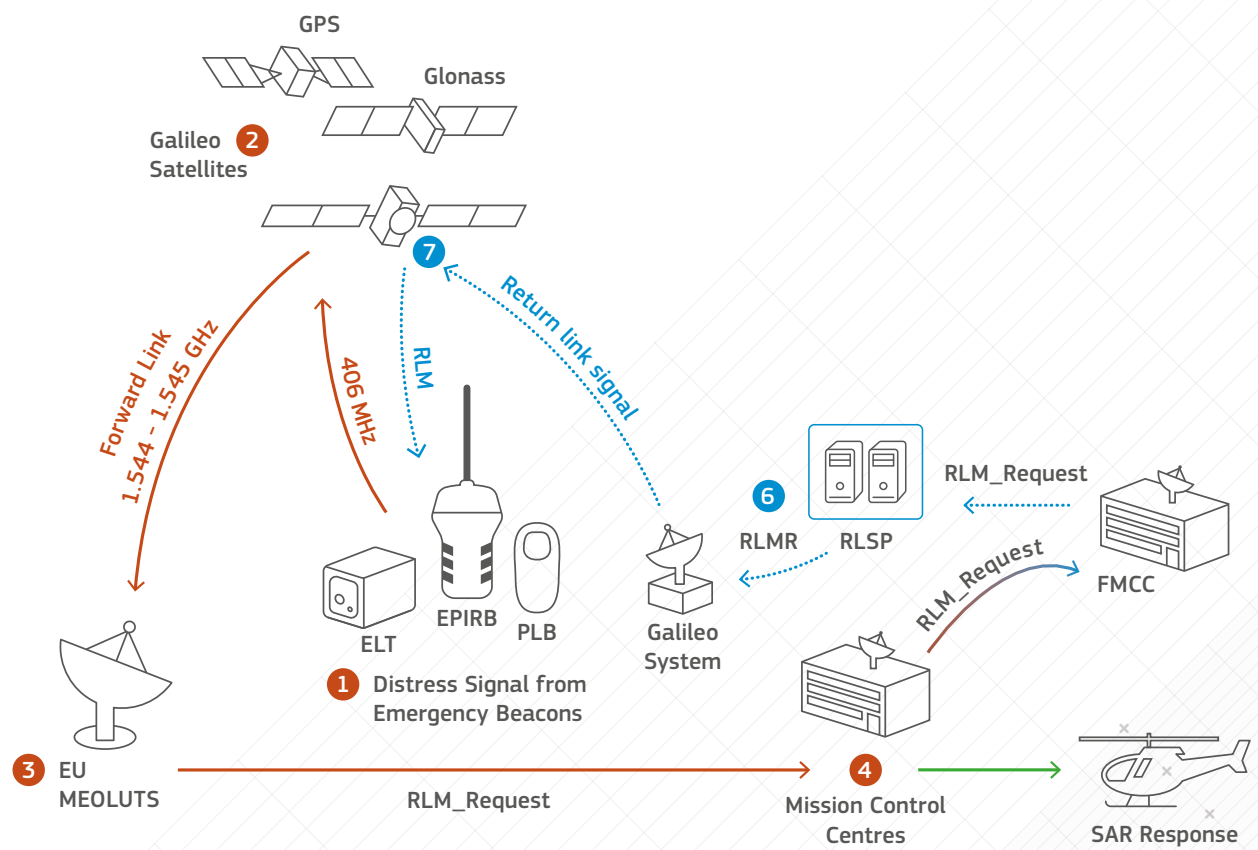 GPS
Glonass
Galileo 2
Satellites
7
Forward Link
1.544 - 1.545 GHz
406 MHz
RLM
Return link signal
6
RLMR
RLSP
RLM_Request
FMCC
RLM_Request
ELT
EPIRB
PLB
Galileo
System
1 Distress Signal from
Emergency Beacons
3 EU
MEOLUTS
RLM_Request
4
Mission Control
Centres
SAR Response